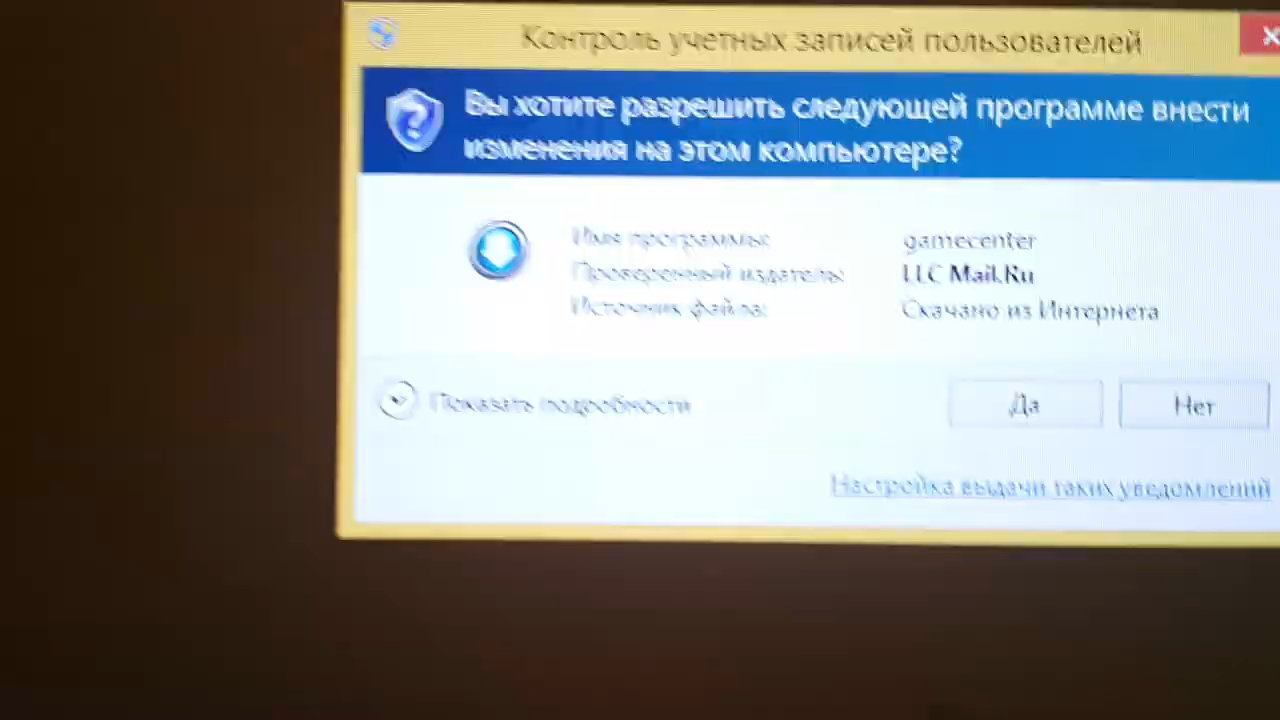 Контроль учетных записей пользователей
Вы хотите разрешить следующей программе внести
изменения на этом компьютере?
Имя программы: gamecenter
Проверенный издатель: LLC Mail.Ru
Источник файла: Скачано из Интернета
Показать подробности
Да Нет
Настройка выдачи таких уведомлений